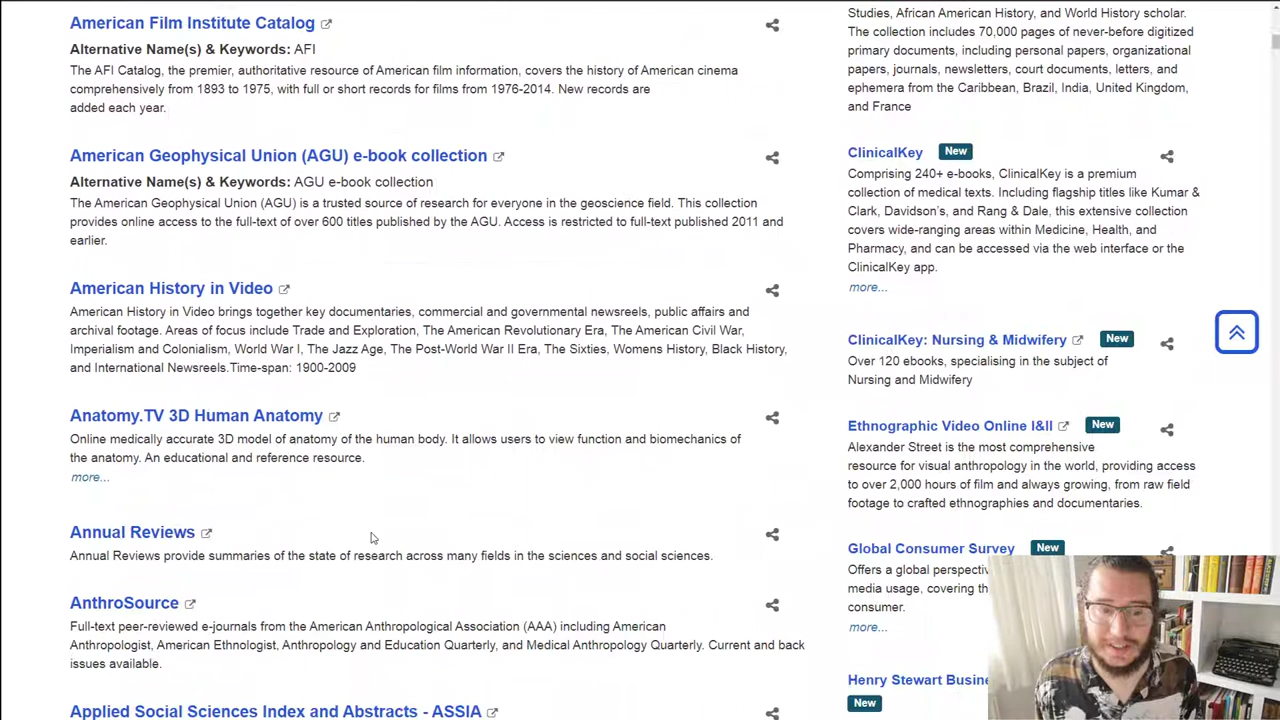 American Film Institute Catalog
Alternative Name(s) & Keywords: AFI
The AFI Catalog, the premier, authoritative resource of American film information, covers the history of American cinema
comprehensively from 1893 to 1975, with full or short records for films from 1976-2014. New records are
added each year.
American Geophysical Union (AGU) e-book collection
Alternative Name(s) & Keywords: AGU e-book collection
The American Geophysical Union (AGU) is a trusted source of research for everyone in the geoscience field. This collection
provides online access to the full-text of over 600 titles published by the AGU. Access is restricted to full-text published 2011 and
earlier.
American History in Video
American History in Video brings together key documentaries, commercial and governmental newsreels, public affairs and
archival footage. Areas of focus include Trade and Exploration, The American Revolutionary Era, The American Civil War,
Imperialism and Colonialism, World War I, The Jazz Age, The Post-World War II Era, The Sixties, Womens History, Black History,
and International Newsreels.Time-span: 1900-2009
Anatomy.TV 3D Human Anatomy
Online medically accurate 3D model of anatomy of the human body. It allows users to view function and biomechanics of
the anatomy. An educational and reference resource.
more...
Annual Reviews
Annual Reviews provide summaries of the state of research across many fields in the sciences and social sciences.
AnthroSource
Full-text peer-reviewed e-journals from the American Anthropological Association (AAA) including American
Anthropologist, American Ethnologist, Anthropology and Education Quarterly, and Medical Anthropology Quarterly. Current and back
issues available.
Applied Social Sciences Index and Abstracts - ASSIA
Studies, African American History, and World History scholar.
The collection includes 70,000 pages of never-before digitized
primary documents, including personal papers, organizational
papers, journals, newsletters, court documents, letters, and
ephemera from the Caribbean, Brazil, India, United Kingdom,
and France
ClinicalKey New
Comprising 240+ e-books, ClinicalKey is a premium
collection of medical texts. Including flagship titles like Kumar &
Clark, Davidson's, and Rang & Dale, this extensive collection
covers wide-ranging areas within Medicine, Health, and
Pharmacy, and can be accessed via the web interface or the
ClinicalKey app.
more...
ClinicalKey: Nursing & Midwifery New
Over 120 ebooks, specialising in the subject of
Nursing and Midwifery
Ethnographic Video Online I&II New
Alexander Street is the most comprehensive
resource for visual anthropology in the world, providing access
to over 2,000 hours of film and always growing, from raw field
footage to crafted ethnographies and documentaries.
Global Consumer Survey New
Offers a global perspective
media usage, covering
consumer.
more...
Henry Stewart
New